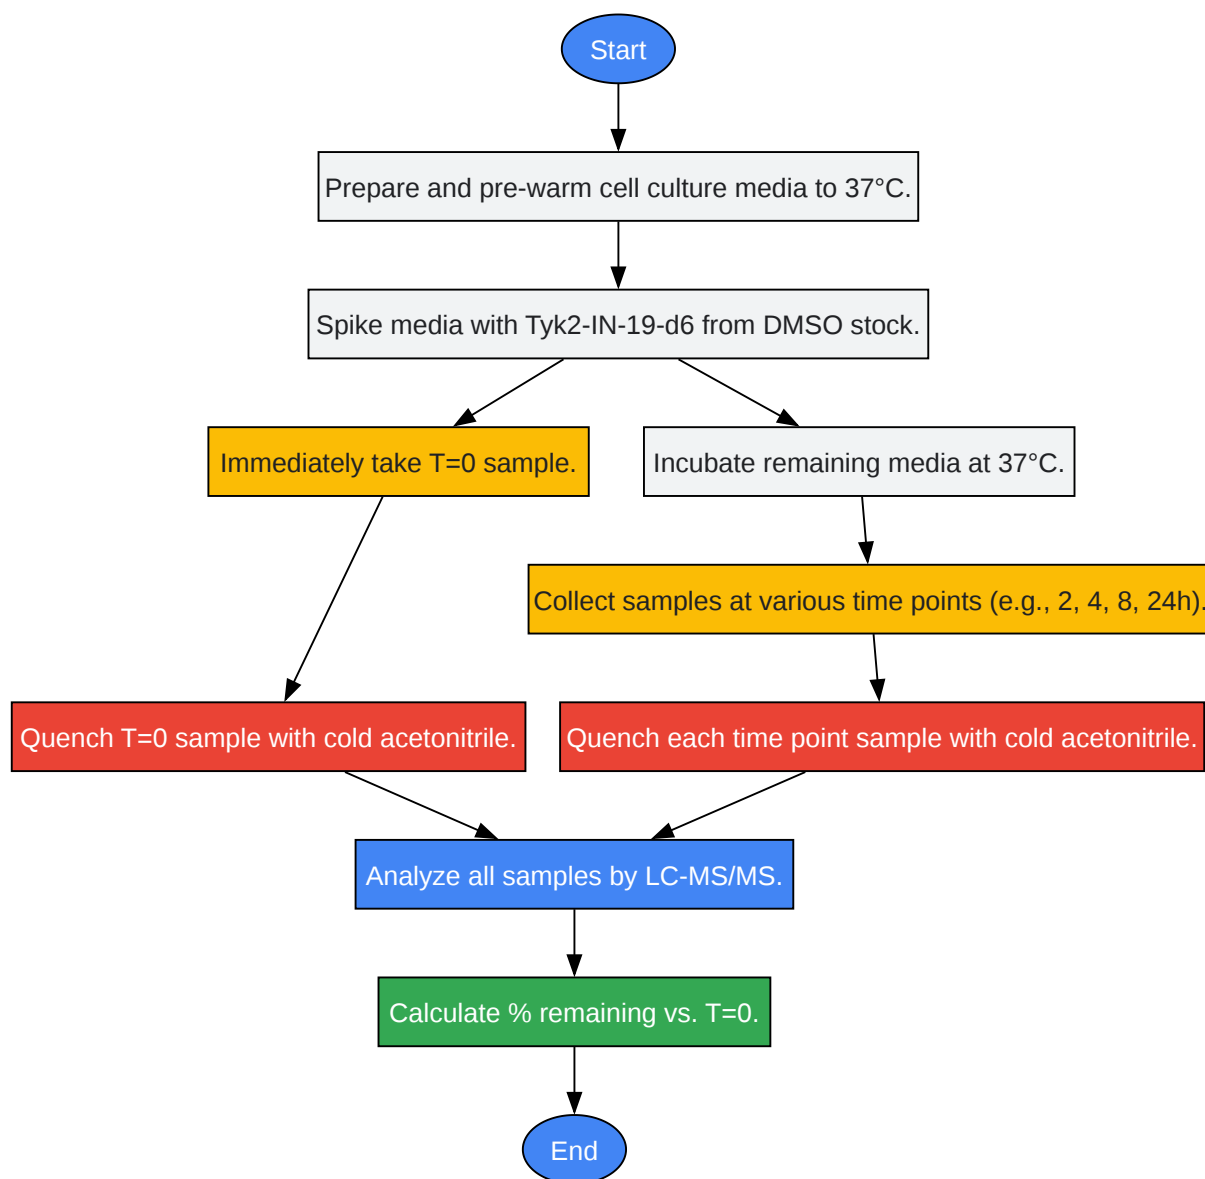 Start
Prepare and pre-warm cell culture media to 37°C.
Spike media with Tyk2-IN-19-d6 from DMSO stock.
Immediately take T=0 sample.
Incubate remaining media at 37°C.
Collect samples at various time points (e.g., 2, 4, 8, 24h).
Quench T=0 sample with cold acetonitrile.
Quench each time point sample with cold acetonitrile.
Analyze all samples by LC-MS/MS.
Calculate % remaining vs. T=0.
End